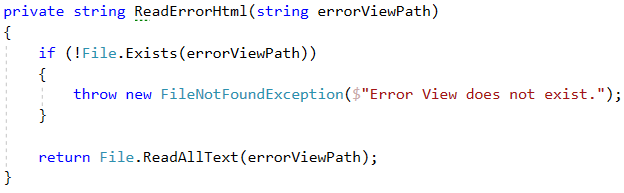 private string ReadErrorHtml(string errorViewPath)
{
    if (!File.Exists(errorViewPath))
    {
        throw new FileNotFoundException($"Error View does not exist.");
    }

    return File.ReadAllText(errorViewPath);
}